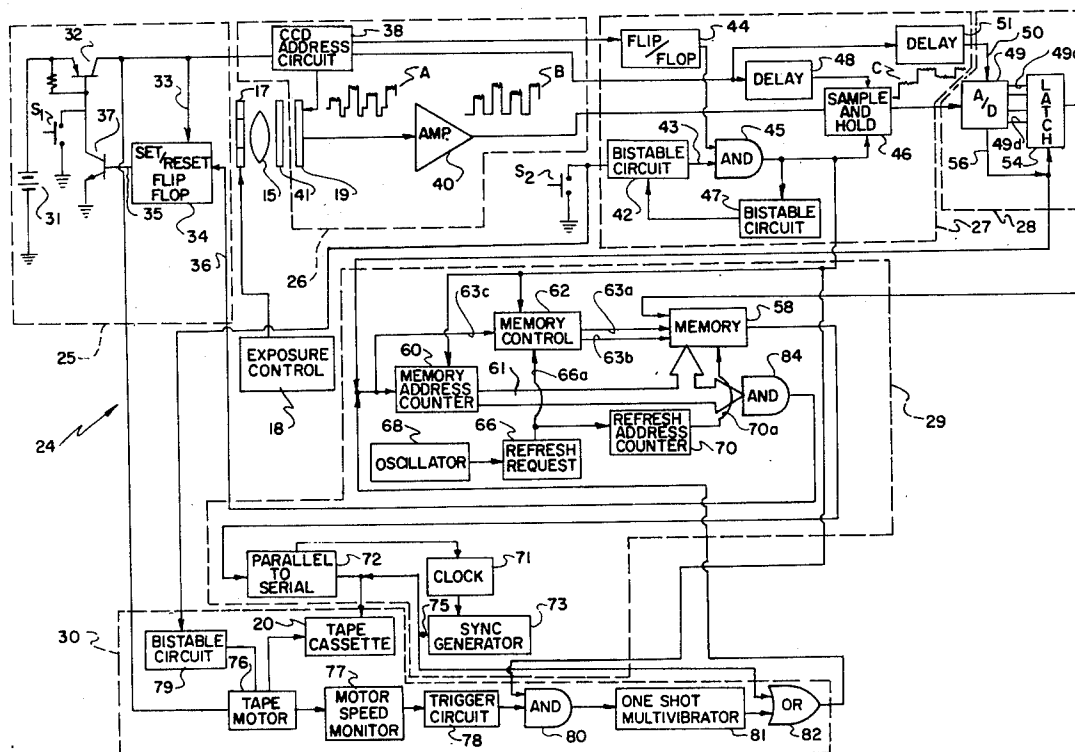 32
CCD
ADDRESS
CIRCUIT
38
44
FLIP/
FLOP
DELAY
51
50
49
49a
33
17
A
B
DELAY
48
C
A/D
LATCH
S1
37
SET/RESET
FLIP
FLOP
AMP.
SAMPLE
AND
HOLD
43
45
AND
S2
BISTABLE
CIRCUIT
46
49d
56
54
31
35
34
15
41
19
40
42
47
BISTABLE
CIRCUIT
36
26
27
28
25
63c
62
63a
58
MEMORY
CONTROL
MEMORY
63b
EXPOSURE
CONTROL
60
MEMORY
ADDRESS
COUNTER
61
66a
84
AND
24
18
68
66
REFRESH
ADDRESS
COUNTER
70a
29
OSCILLATOR
REFRESH
REQUEST
70
PARALLEL
TO
SERIAL
72
CLOCK
71
75
73
30
20
TAPE
CASSETTE
SYNC
GENERATOR
BISTABLE
CIRCUIT
79
76
77
TAPE
MOTOR
MOTOR
SPEED
MONITOR
TRIGGER
CIRCUIT
78
AND
80
ONE SHOT
MULTIVIBRATOR
81
OR
82